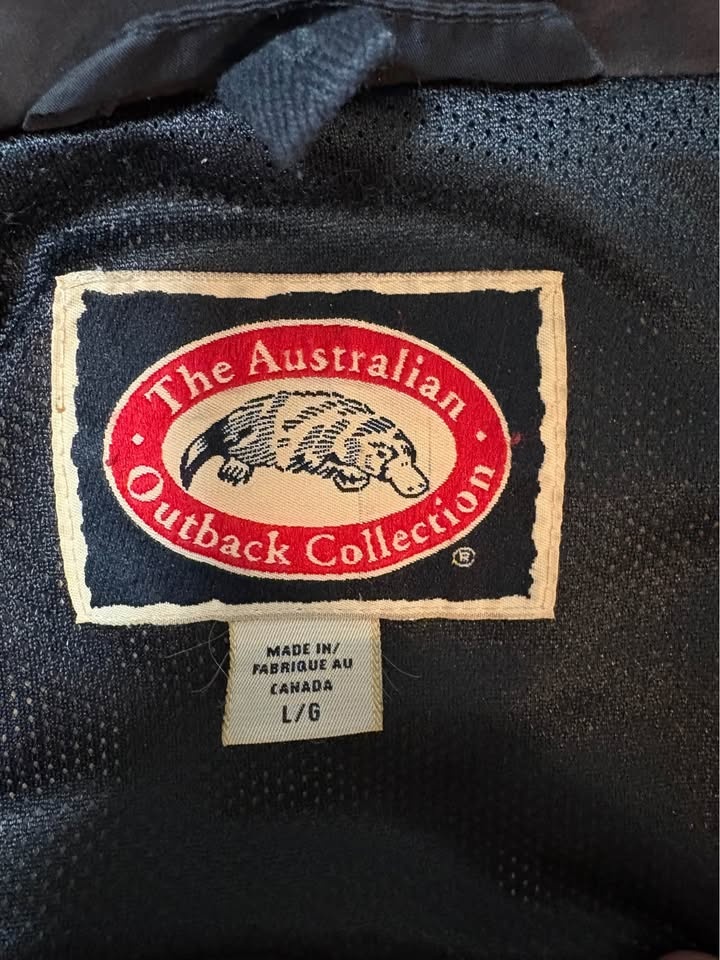 The Australian
Outback Collection
®
MADE IN/
FABRIQUE AU
CANADA
L/G